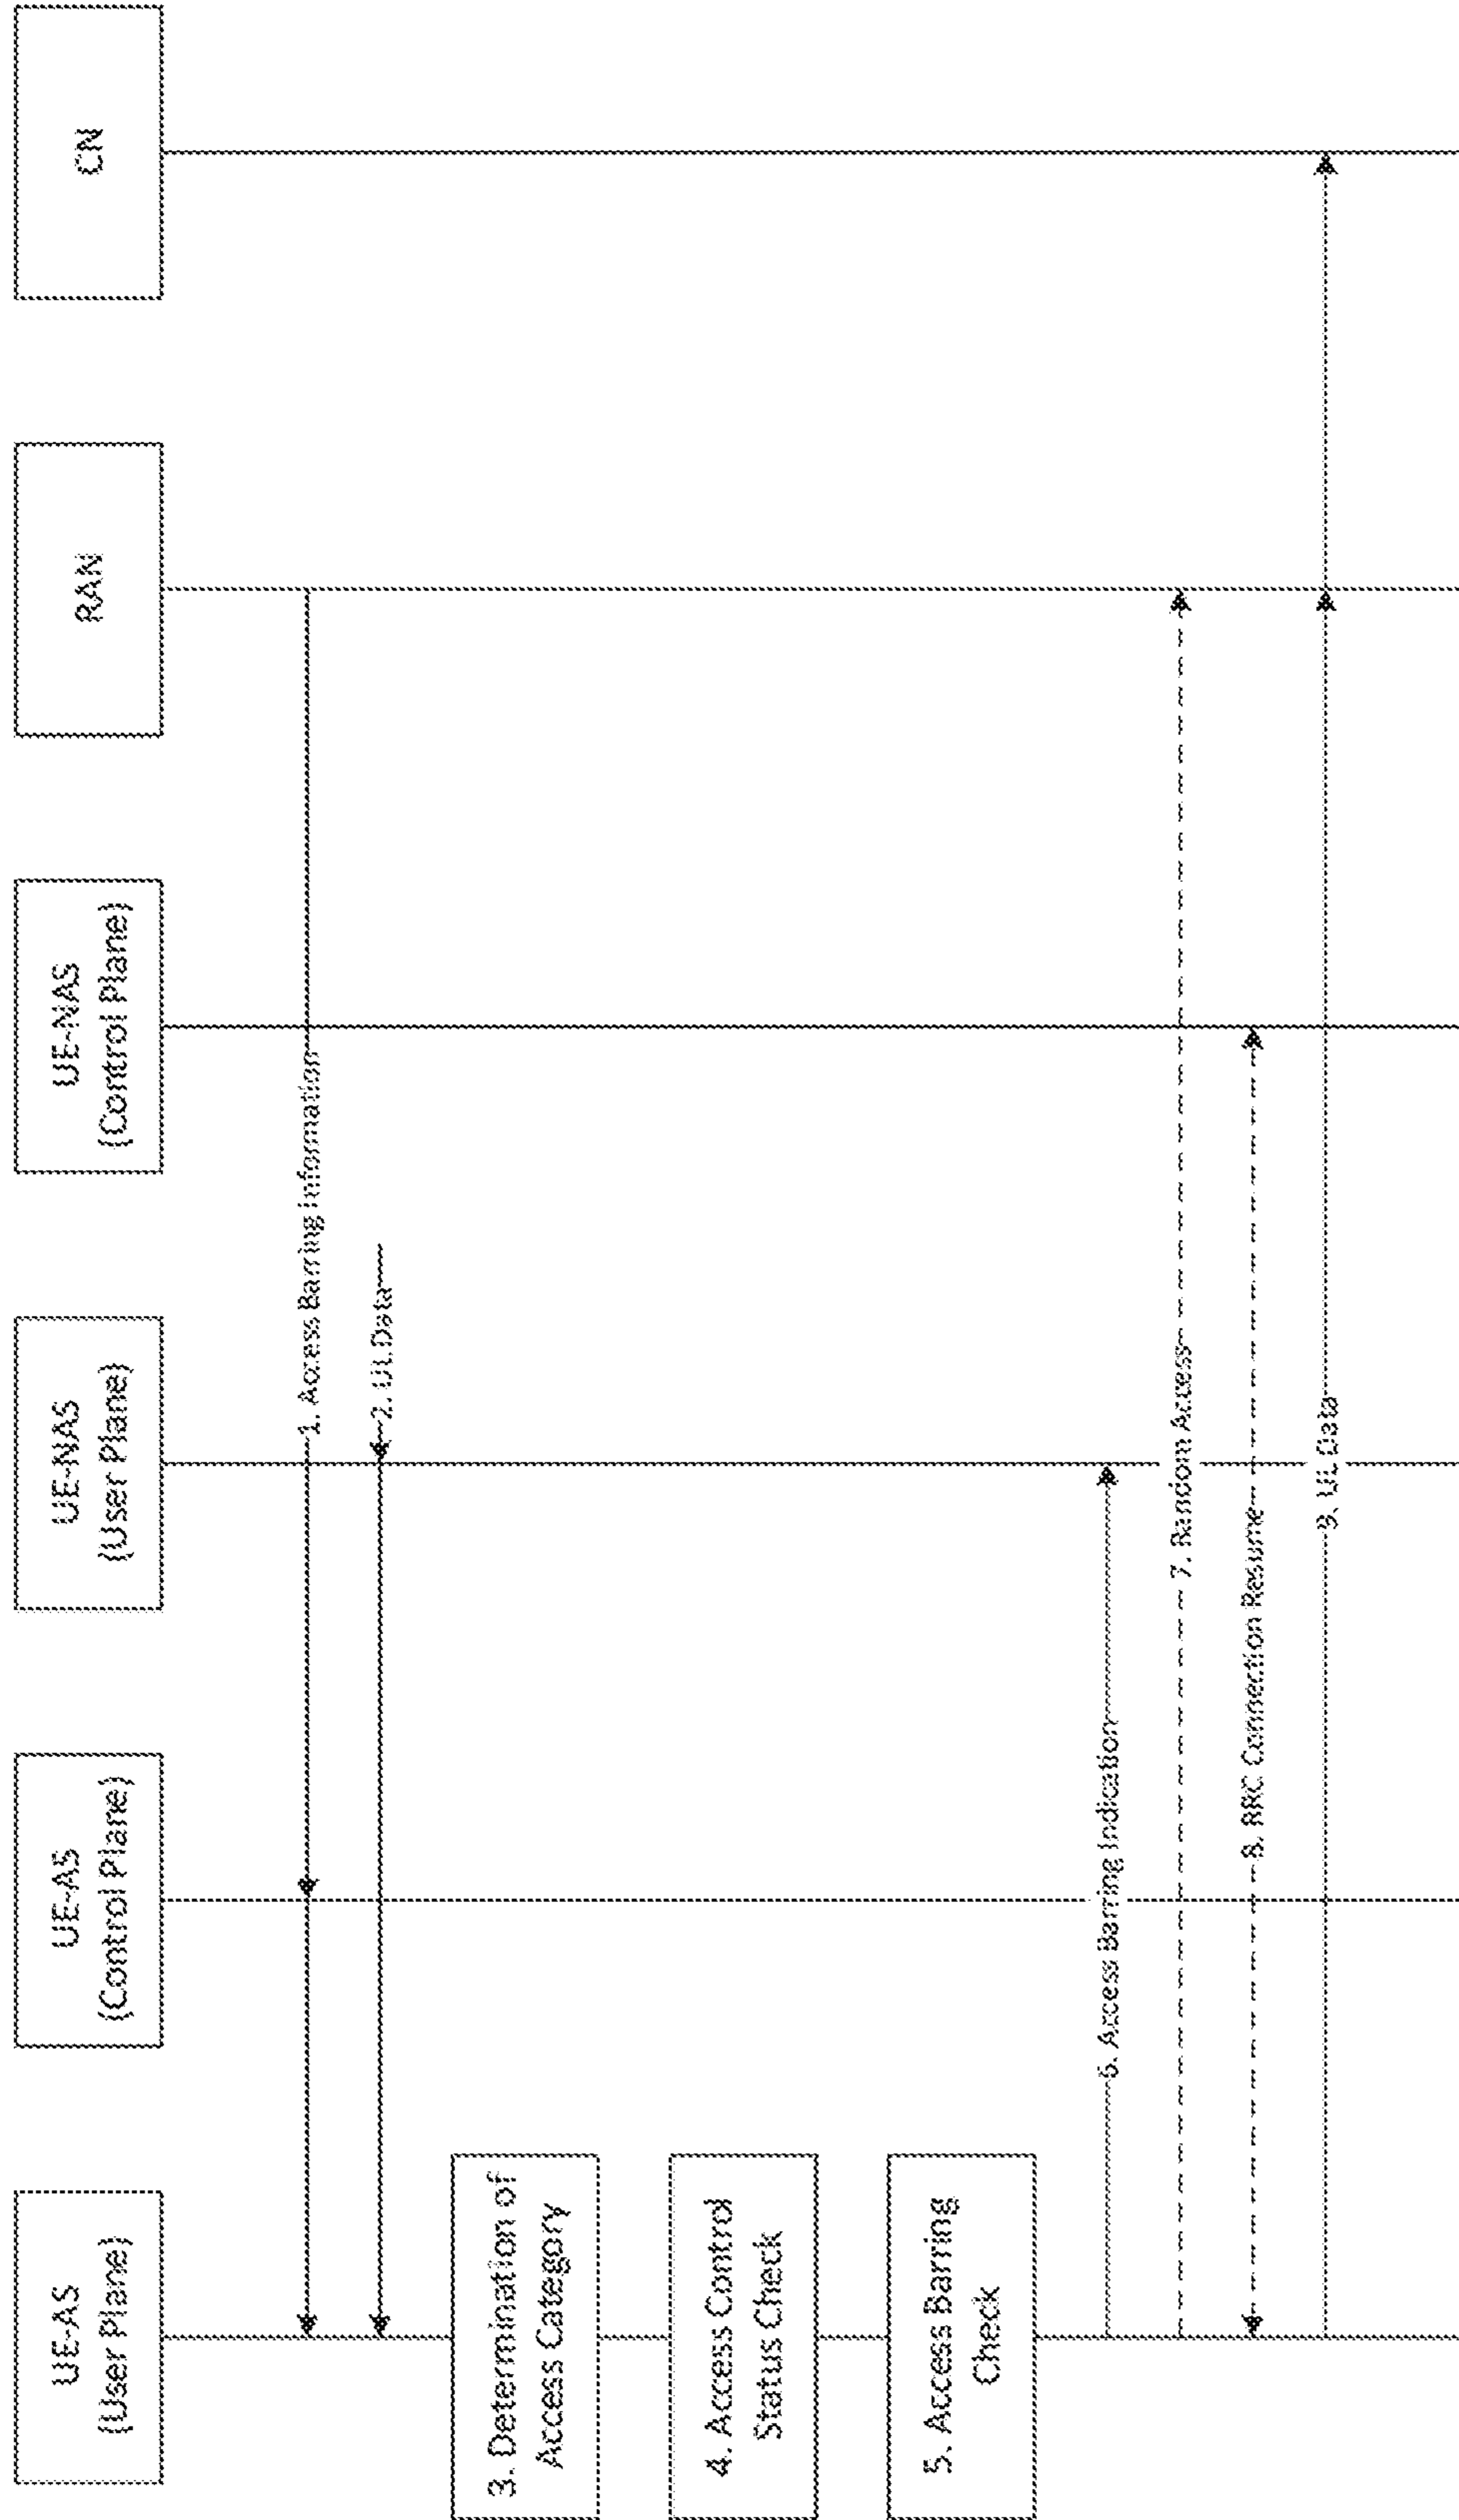 UE-AS
(User Plane)
UE-AS
(Control Plane)
UE-NAS
(User Plane)
UE-NAS
(Control Plane)
RAN
CN
1. Access Barring Information
2. UL Data
3. Determination of
Access Category
4. Access Control
Status Check
5. Access Barring
Check
6. Access Barring Indication
7. Random Access
8. RRC Connection Resume
9. UL Data